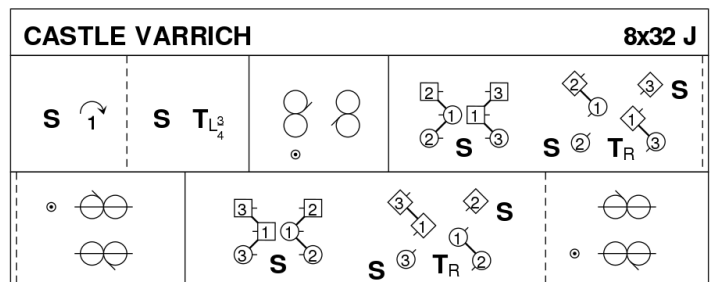 CASTLE VARRICH 8x32 J
2 3 2 3 S
S 1 S T L 3/4 1 1 1 1
2 S 3 S 2 T R 3
3 2 3 2 S
1 1 1 1
3 S 2 S 3 T R 2